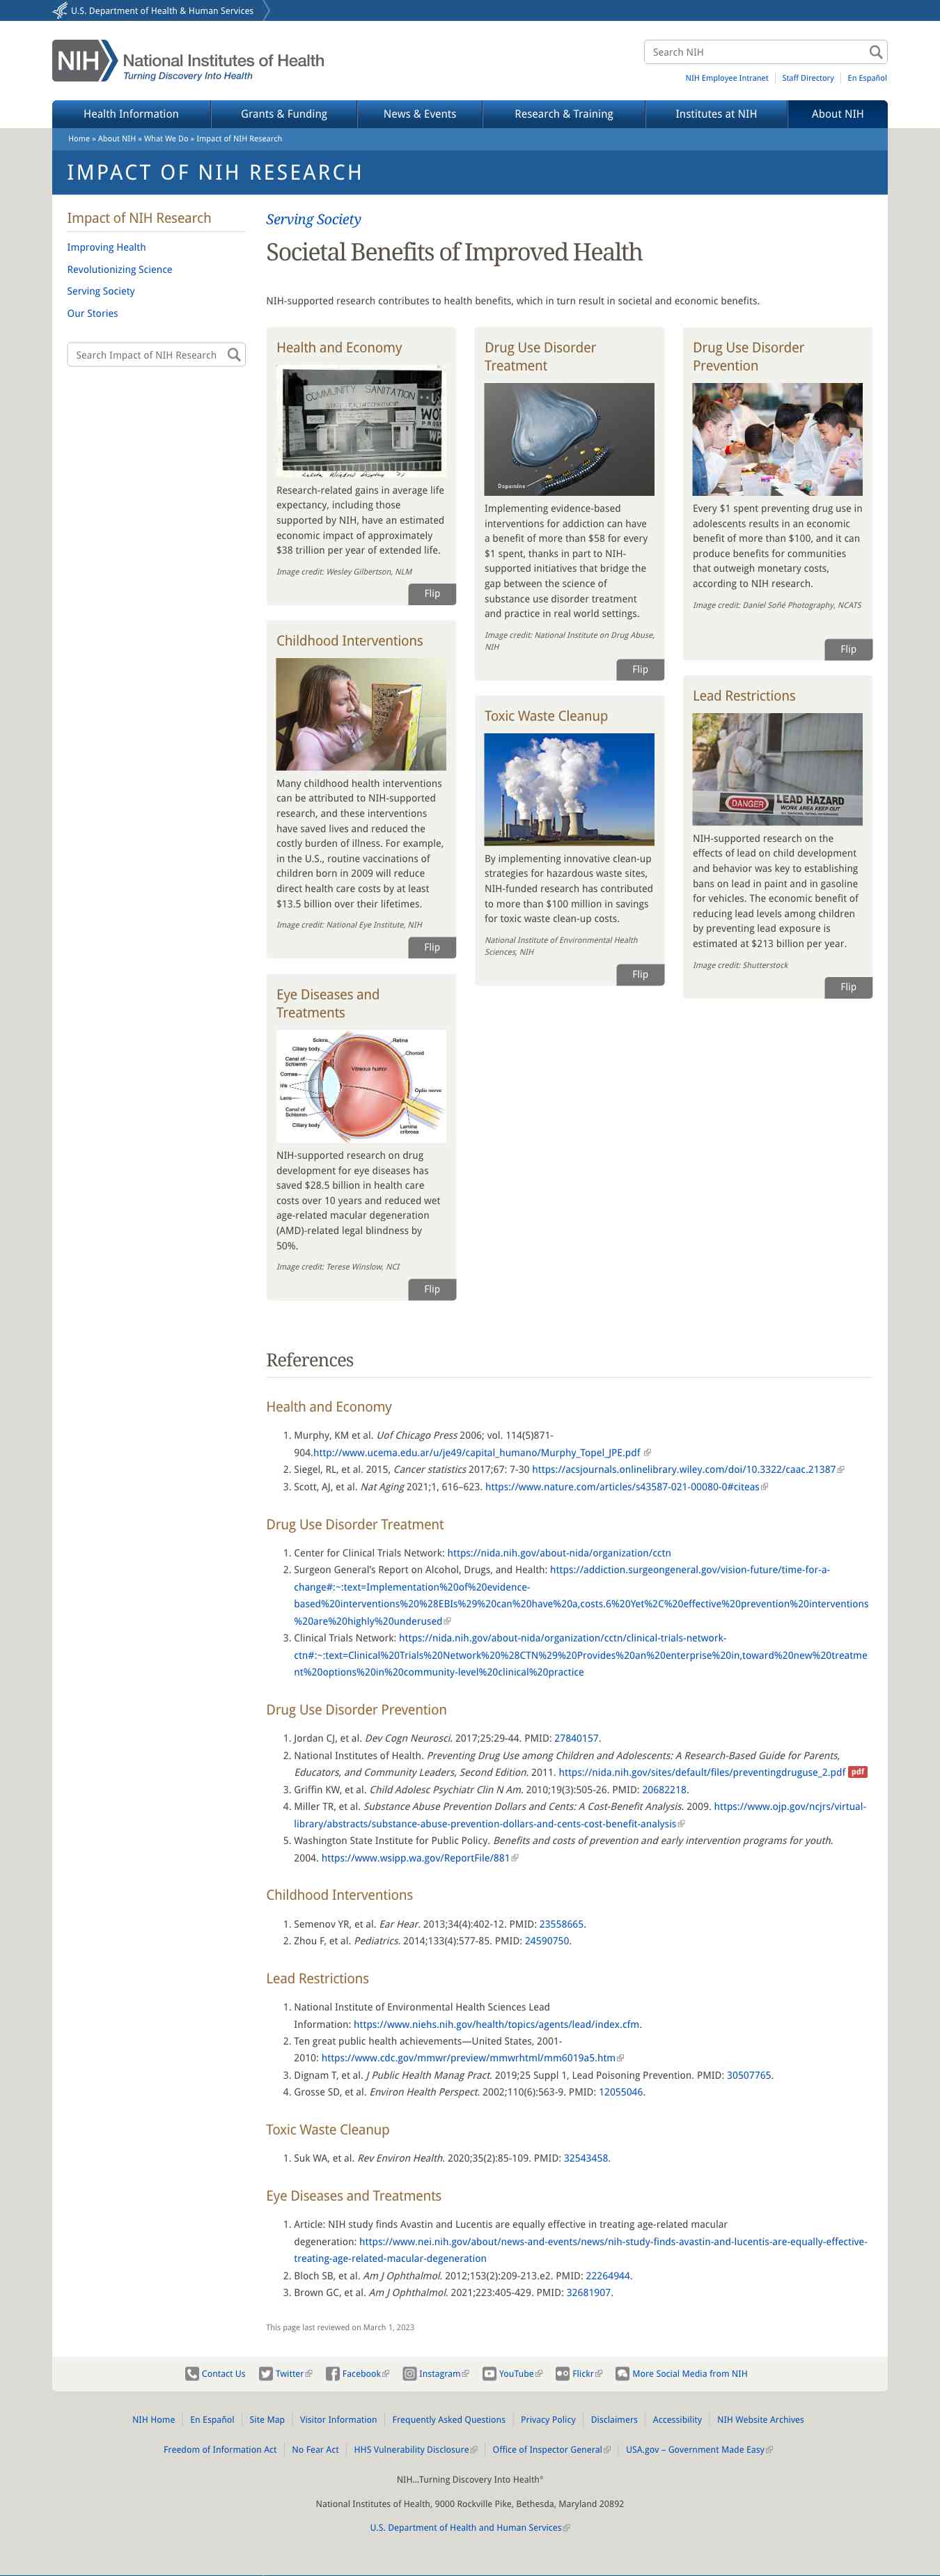 U.S. Department of Health & Human Services
NIH National Institutes of Health
Turning Discovery Into Health
Search NIH
NIH Employee Intranet
Staff Directory
En Español
Health Information
Grants & Funding
News & Events
Research & Training
Institutes at NIH
About NIH
Home » About NIH » What We Do » Impact of NIH Research
IMPACT OF NIH RESEARCH
Impact of NIH Research
Improving Health
Revolutionizing Science
Serving Society
Our Stories
Search Impact of NIH Research
Serving Society
Societal Benefits of Improved Health
NIH-supported research contributes to health benefits, which in turn result in societal and economic benefits.
Health and Economy
COMMUNITY SANITATION
Research-related gains in average life
expectancy, including those
supported by NIH, have an estimated
economic impact of approximately
$38 trillion per year of extended life.
Image credit: Wesley Gilbertson, NLM
Flip
Childhood Interventions
Many childhood health interventions
can be attributed to NIH-supported
research, and these interventions
have saved lives and reduced the
costly burden of illness. For example,
in the U.S., routine vaccinations of
children born in 2009 will reduce
direct health care costs by at least
$13.5 billion over their lifetimes.
Image credit: National Eye Institute, NIH
Flip
Eye Diseases and
Treatments
Sclera
Ciliary body
Canal of
Schlemm
Cornea
Iris
Lens
Canal of
Schlemm
Ciliary body
Retina
Choroid
Vitreous humor
Optic nerve
Lamina
cribrosa
NIH-supported research on drug
development for eye diseases has
saved $28.5 billion in health care
costs over 10 years and reduced wet
age-related macular degeneration
(AMD)-related legal blindness by
50%.
Image credit: Terese Winslow, NCI
Flip
Drug Use Disorder
Treatment
Dopamine
Implementing evidence-based
interventions for addiction can have
a benefit of more than $58 for every
$1 spent, thanks in part to NIH-
supported initiatives that bridge the
gap between the science of
substance use disorder treatment
and practice in real world settings.
Image credit: National Institute on Drug Abuse,
NIH
Flip
Toxic Waste Cleanup
By implementing innovative clean-up
strategies for hazardous waste sites,
NIH-funded research has contributed
to more than $100 million in savings
for toxic waste clean-up costs.
National Institute of Environmental Health
Sciences, NIH
Flip
Drug Use Disorder
Prevention
Every $1 spent preventing drug use in
adolescents results in an economic
benefit of more than $100, and it can
produce benefits for communities
that outweigh monetary costs,
according to NIH research.
Image credit: Daniel Soñé Photography, NCATS
Flip
Lead Restrictions
DANGER LEAD HAZARD
WORK AREA KEEP OUT
NIH-supported research on the
effects of lead on child development
and behavior was key to establishing
bans on lead in paint and in gasoline
for vehicles. The economic benefit of
reducing lead levels among children
by preventing lead exposure is
estimated at $213 billion per year.
Image credit: Shutterstock
Flip
References
Health and Economy
1. Murphy, KM et al. Uof Chicago Press 2006; vol. 114(5)871-
904.http://www.ucema.edu.ar/u/je49/capital_humano/Murphy_Topel_JPE.pdf
2. Siegel, RL, et al. 2015, Cancer statistics 2017;67: 7-30 https://acsjournals.onlinelibrary.wiley.com/doi/10.3322/caac.21387
3. Scott, AJ, et al. Nat Aging 2021;1, 616–623. https://www.nature.com/articles/s43587-021-00080-0#citeas
Drug Use Disorder Treatment
1. Center for Clinical Trials Network: https://nida.nih.gov/about-nida/organization/cctn
2. Surgeon General's Report on Alcohol, Drugs, and Health: https://addiction.surgeongeneral.gov/vision-future/time-for-a-
change#:~:text=Implementation%20of%20evidence-
based%20interventions%20%28EBIs%29%20can%20have%20a,costs.6%20Yet%2C%20effective%20prevention%20interventions
%20are%20highly%20underused
3. Clinical Trials Network: https://nida.nih.gov/about-nida/organization/cctn/clinical-trials-network-
ctn#:~:text=Clinical%20Trials%20Network%20%28CTN%29%20Provides%20an%20enterprise%20in,toward%20new%20treatme
nt%20options%20in%20community-level%20clinical%20practice
Drug Use Disorder Prevention
1. Jordan CJ, et al. Dev Cogn Neurosci. 2017;25:29-44. PMID: 27840157.
2. National Institutes of Health. Preventing Drug Use among Children and Adolescents: A Research-Based Guide for Parents,
Educators, and Community Leaders, Second Edition. 2011. https://nida.nih.gov/sites/default/files/preventingdruguse_2.pdf pdf
3. Griffin KW, et al. Child Adolesc Psychiatr Clin N Am. 2010;19(3):505-26. PMID: 20682218.
4. Miller TR, et al. Substance Abuse Prevention Dollars and Cents: A Cost-Benefit Analysis. 2009. https://www.ojp.gov/ncjrs/virtual-
library/abstracts/substance-abuse-prevention-dollars-and-cents-cost-benefit-analysis
5. Washington State Institute for Public Policy. Benefits and costs of prevention and early intervention programs for youth.
2004. https://www.wsipp.wa.gov/ReportFile/881
Childhood Interventions
1. Semenov YR, et al. Ear Hear. 2013;34(4):402-12. PMID: 23558665.
2. Zhou F, et al. Pediatrics. 2014;133(4):577-85. PMID: 24590750.
Lead Restrictions
1. National Institute of Environmental Health Sciences Lead
Information: https://www.niehs.nih.gov/health/topics/agents/lead/index.cfm.
2. Ten great public health achievements—United States, 2001-
2010: https://www.cdc.gov/mmwr/preview/mmwrhtml/mm6019a5.htm
3. Dignam T, et al. J Public Health Manag Pract. 2019;25 Suppl 1, Lead Poisoning Prevention. PMID: 30507765.
4. Grosse SD, et al. Environ Health Perspect. 2002;110(6):563-9. PMID: 12055046.
Toxic Waste Cleanup
1. Suk WA, et al. Rev Environ Health. 2020;35(2):85-109. PMID: 32543458.
Eye Diseases and Treatments
1. Article: NIH study finds Avastin and Lucentis are equally effective in treating age-related macular
degeneration: https://www.nei.nih.gov/about/news-and-events/news/nih-study-finds-avastin-and-lucentis-are-equally-effective-
treating-age-related-macular-degeneration
2. Bloch SB, et al. Am J Ophthalmol. 2012;153(2):209-213.e2. PMID: 22264944.
3. Brown GC, et al. Am J Ophthalmol. 2021;223:405-429. PMID: 32681907.
This page last reviewed on March 1, 2023
Contact Us
Twitter
Facebook
Instagram
YouTube
Flickr
More Social Media from NIH
NIH Home
En Español
Site Map
Visitor Information
Frequently Asked Questions
Privacy Policy
Disclaimers
Accessibility
NIH Website Archives
Freedom of Information Act
No Fear Act
HHS Vulnerability Disclosure
Office of Inspector General
USA.gov – Government Made Easy
NIH…Turning Discovery Into Health®
National Institutes of Health, 9000 Rockville Pike, Bethesda, Maryland 20892
U.S. Department of Health and Human Services